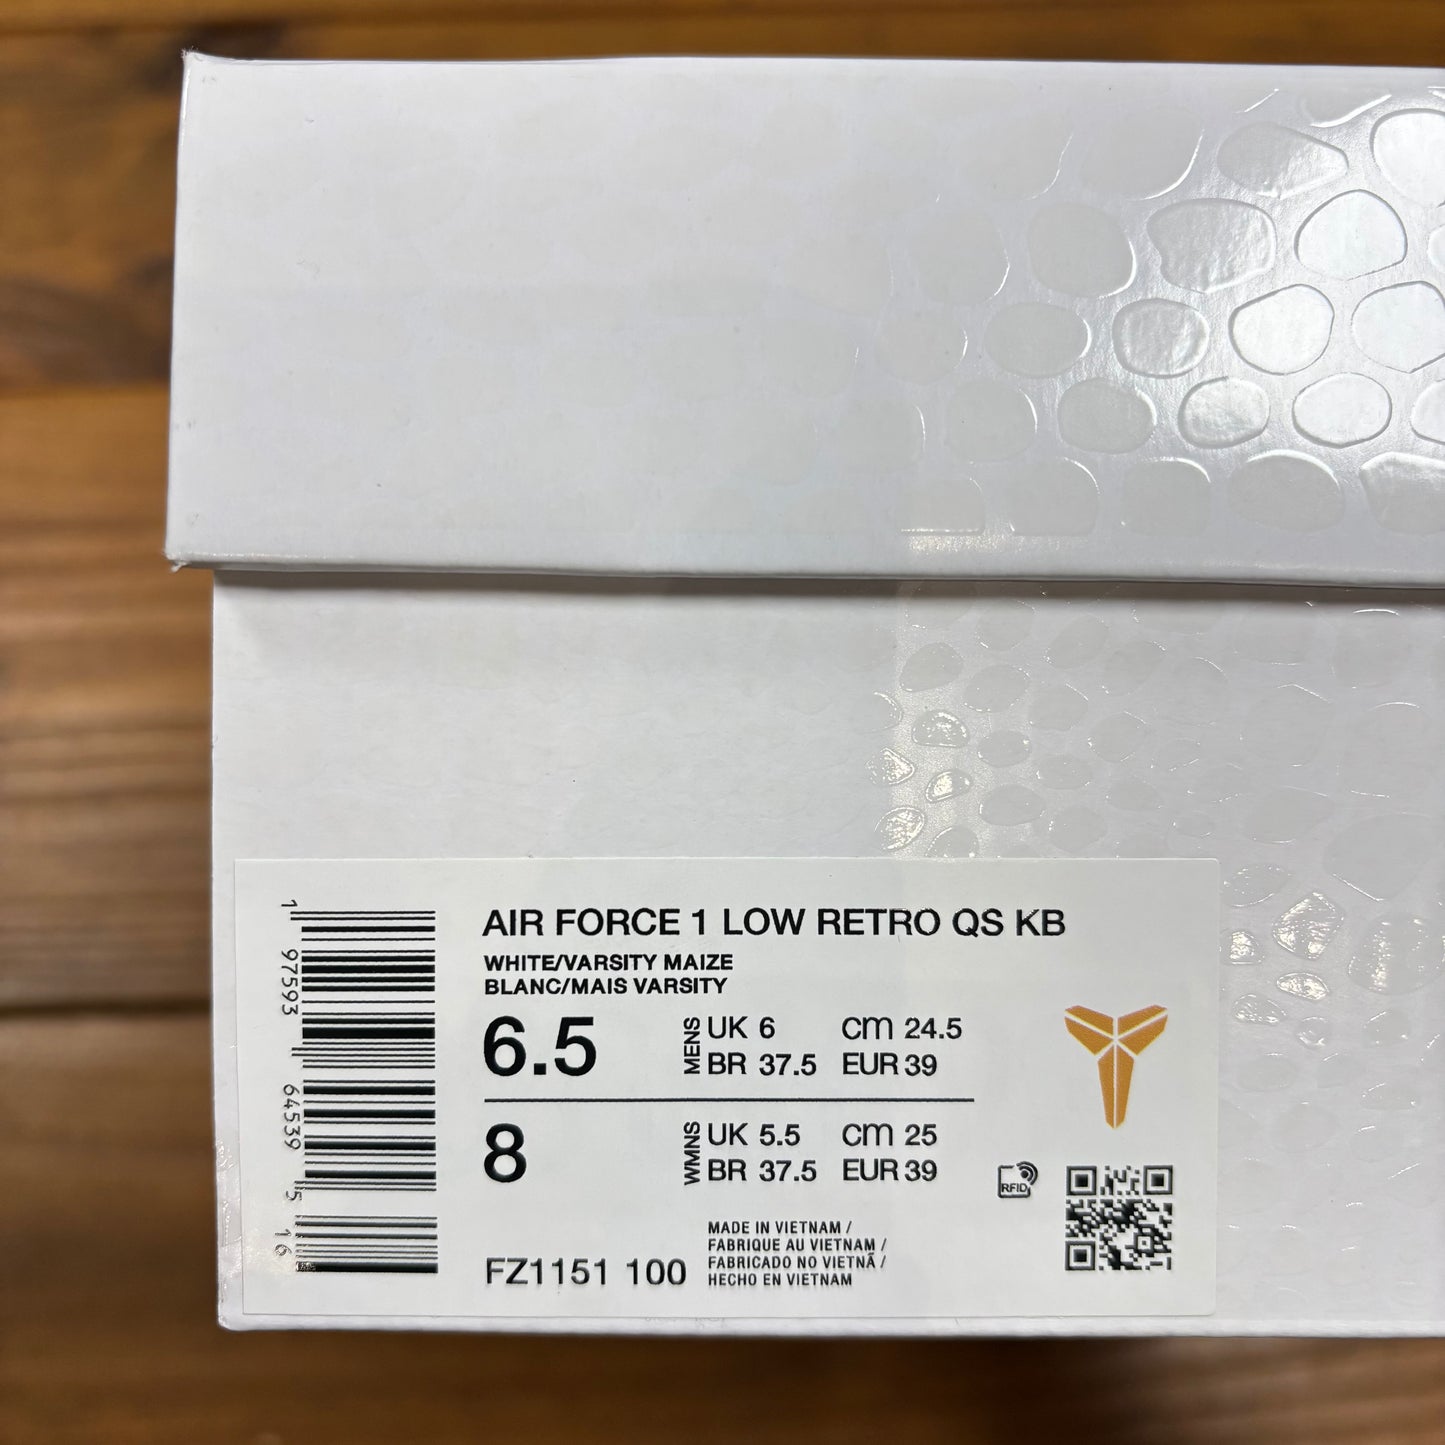 AIR FORCE 1 LOW RETRO QS KB
WHITE/VARSITY MAIZE
BLANC/MAIS VARSITY
6.5 MENS UK 6 cm 24.5
BR 37.5 EUR 39
8 WMNS UK 5.5 cm 25
BR 37.5 EUR 39
RFID
MADE IN VIETNAM /
FABRIQUE AU VIETNAM /
FABRICADO NO VIETNÃ /
HECHO EN VIETNAM
FZ1151 100
1 97593 64539 5 16